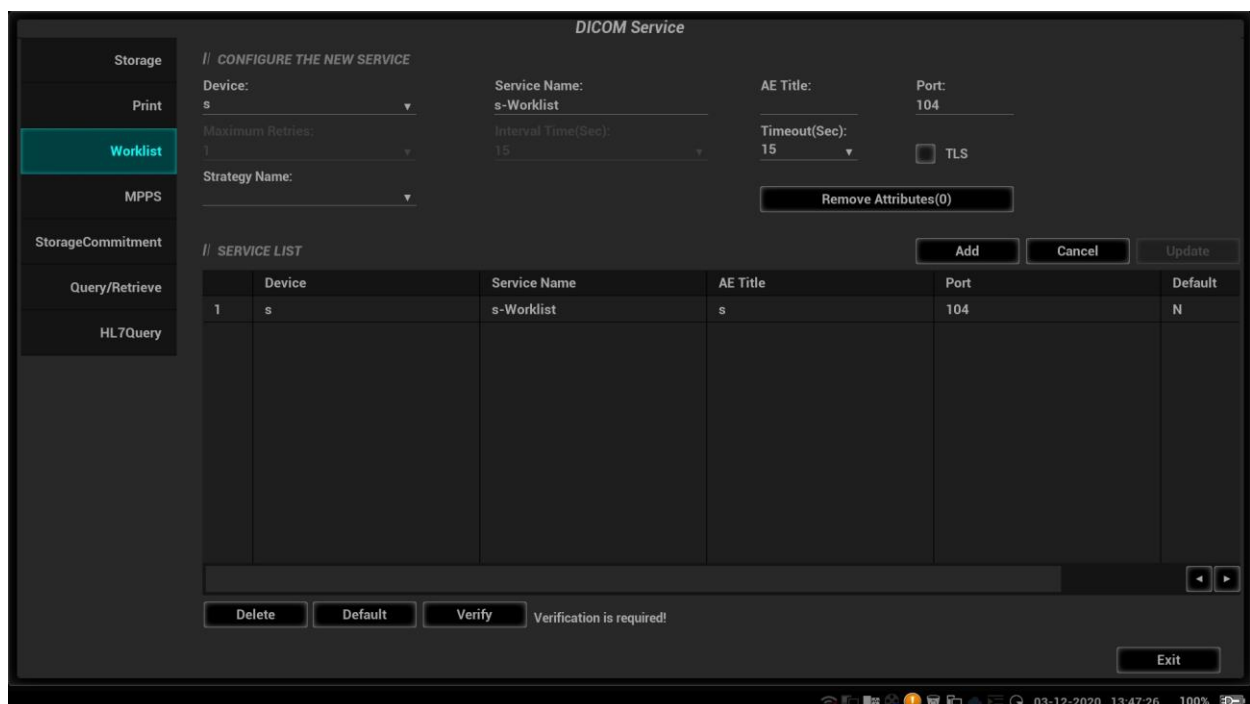 DICOM Service
Storage
Print
Worklist
MPPS
StorageCommitment
Query/Retrieve
HL7Query
// CONFIGURE THE NEW SERVICE
Device: Service Name: AE Title: Port:
s s-Worklist 104
Maximum Retries: Interval Time(Sec): Timeout(Sec):
1 15 15 TLS
Strategy Name:
Remove Attributes(0)
// SERVICE LIST Add Cancel Update
Device Service Name AE Title Port Default
1 s s-Worklist s 104 N
Delete Default Verify Verification is required!
Exit
03-12-2020 13:47:26 100%